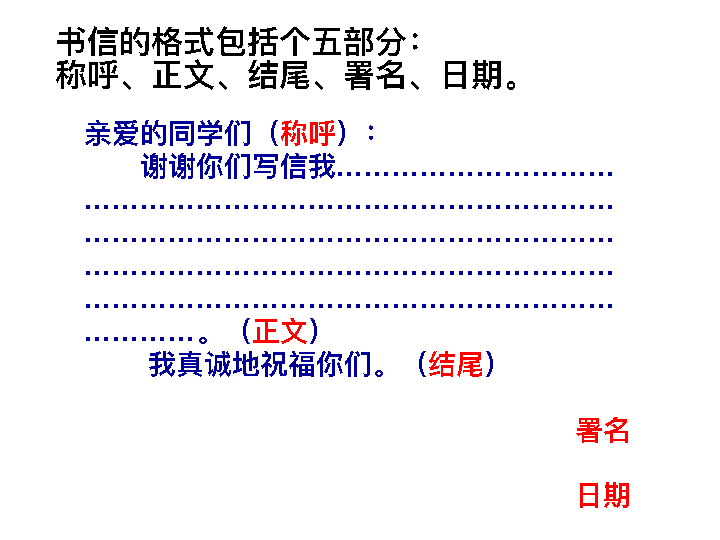 书信的格式包括个五部分：
称呼、正文、结尾、署名、日期。
亲爱的同学们（称呼）：
谢谢你们写信我…………………………
…………………………………………………
…………………………………………………
…………………………………………………
…………………………………………………
…………。（正文）
我真诚地祝福你们。（结尾）
署名
日期